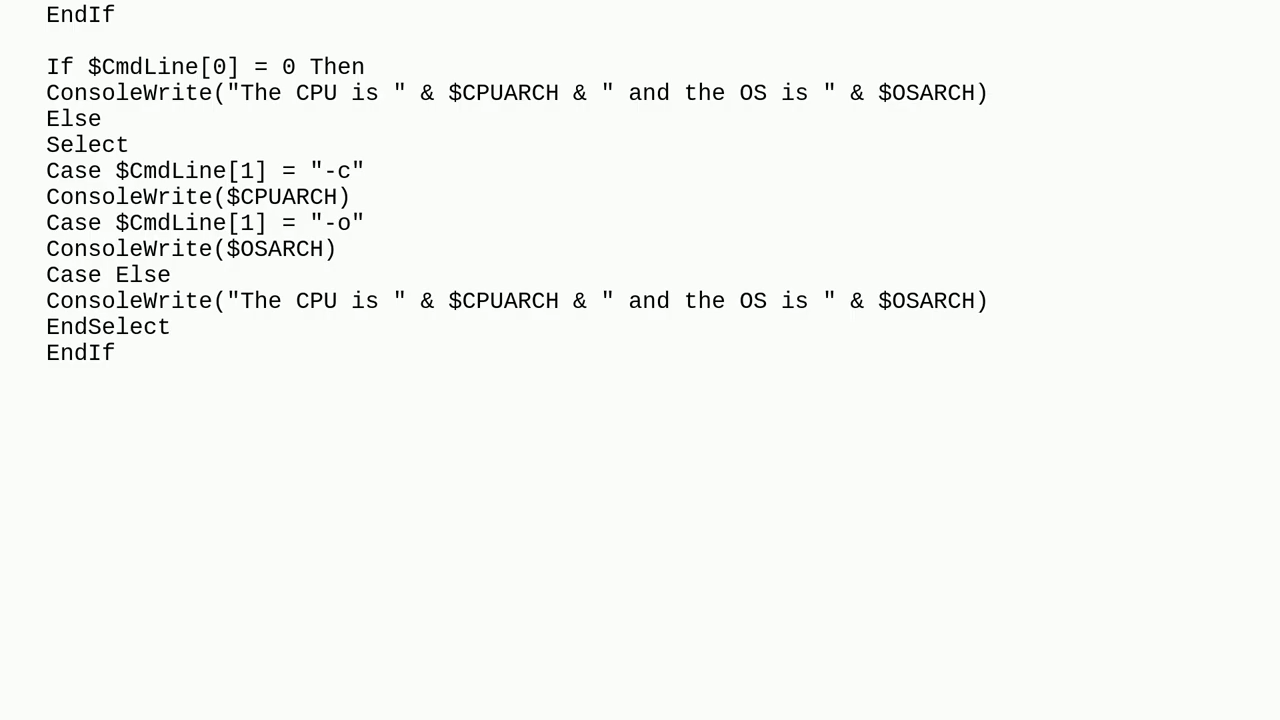 EndIf
If $CmdLine[0] = 0 Then
ConsoleWrite("The CPU is " & $CPUARCH & " and the OS is " & $OSARCH)
Else
Select
Case $CmdLine[1] = "-c"
ConsoleWrite($CPUARCH)
Case $CmdLine[1] = "-o"
ConsoleWrite($OSARCH)
Case Else
ConsoleWrite("The CPU is " & $CPUARCH & " and the OS is " & $OSARCH)
EndSelect
EndIf